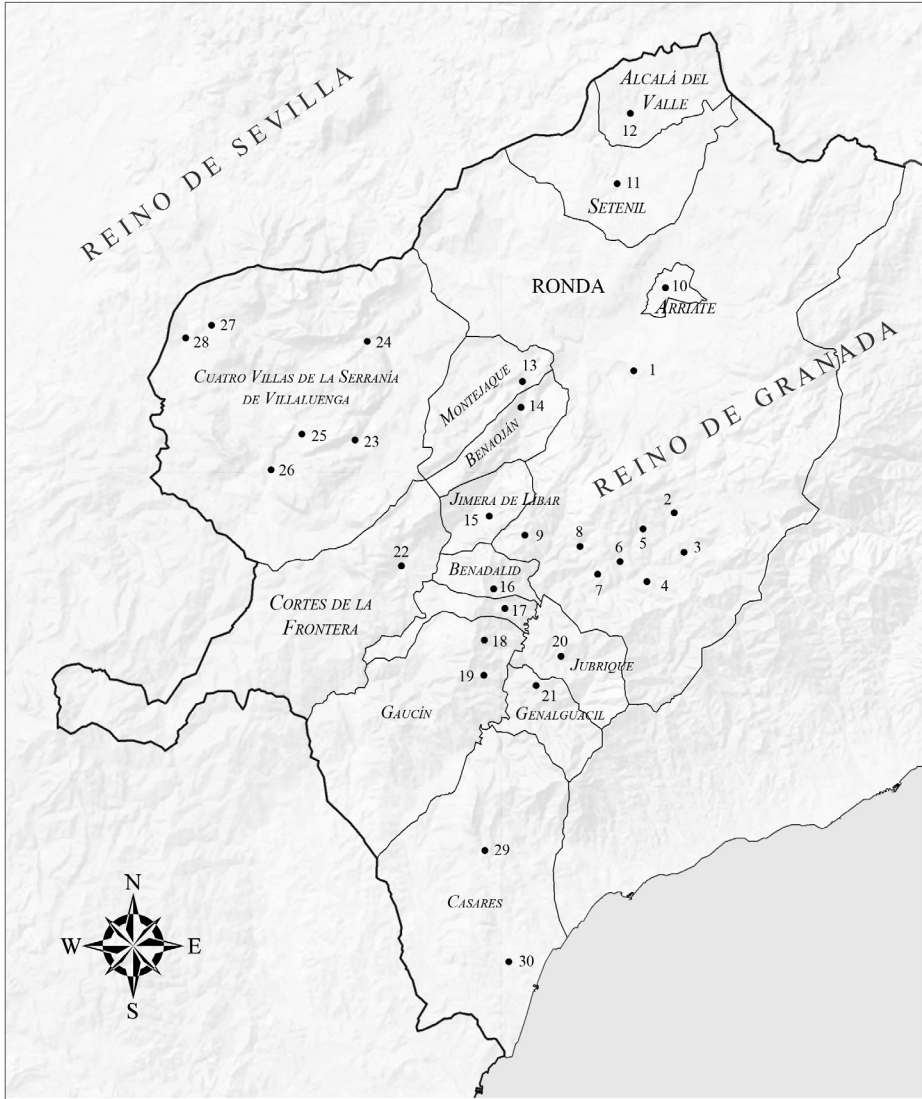 ALCALÁ DEL
VALLE
12
REINO DE SEVILLA
11
SETENIL
RONDA
10
ARRIATE
27
28
24
CUATRO VILLAS DE LA SERRANÍA
DE VILLALUENGA
13
MONTEJAQUE
1
14
BENAOJÁN
REINO DE GRANADA
25
23
26
JIMERA DE LÍBAR
15
2
5
9
8
3
6
22
7
4
BENADALID
16
CORTES DE LA
FRONTERA
17
18
20
JUBRIQUE
19
21
GAUCÍN
GENALGUACIL
29
CASARES
30
N
W
E
S